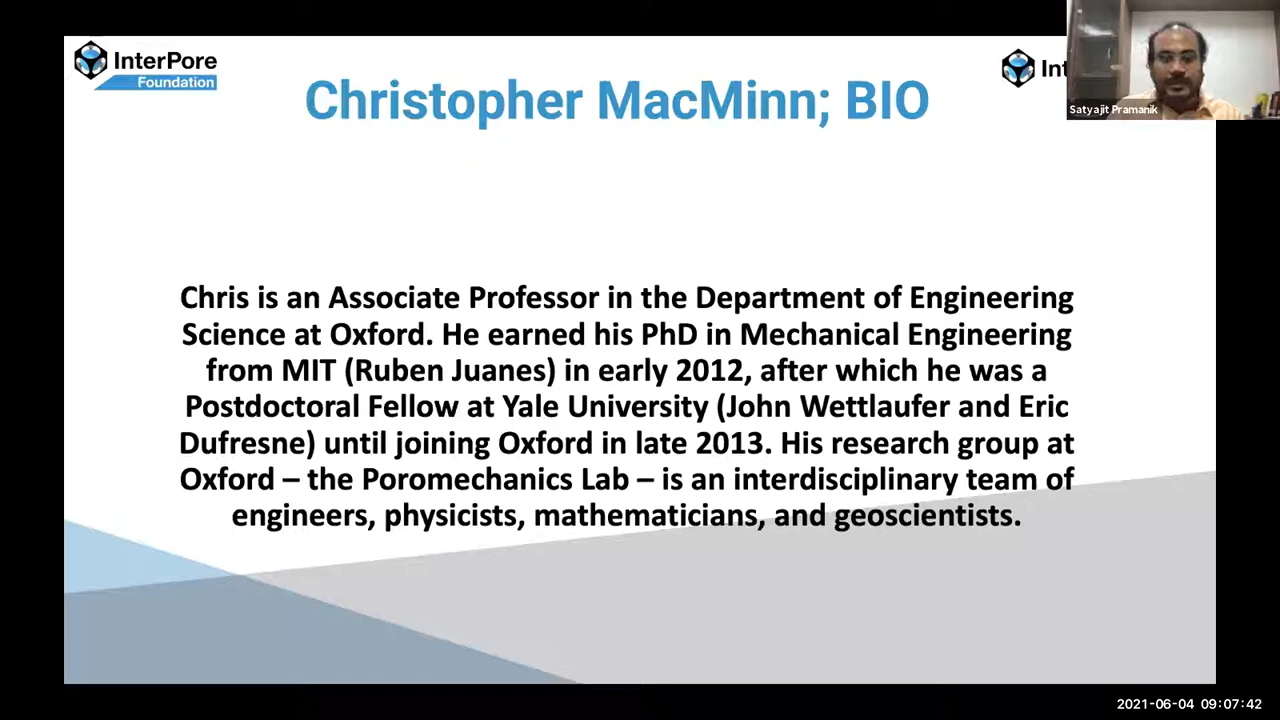 InterPore
Foundation
Christopher MacMinn; BIO
Int
Satyajit Pramanik
Chris is an Associate Professor in the Department of Engineering
Science at Oxford. He earned his PhD in Mechanical Engineering
from MIT (Ruben Juanes) in early 2012, after which he was a
Postdoctoral Fellow at Yale University (John Wettlaufer and Eric
Dufresne) until joining Oxford in late 2013. His research group at
Oxford – the Poromechanics Lab – is an interdisciplinary team of
engineers, physicists, mathematicians, and geoscientists.
2021-06-04 09:07:42